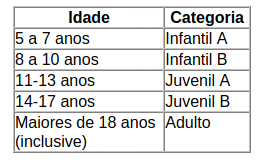 Idade Categoria
5 a 7 anos Infantil A
8 a 10 anos Infantil B
11-13 anos Juvenil A
14-17 anos Juvenil B
Maiores de 18 anos Adulto
(inclusive)